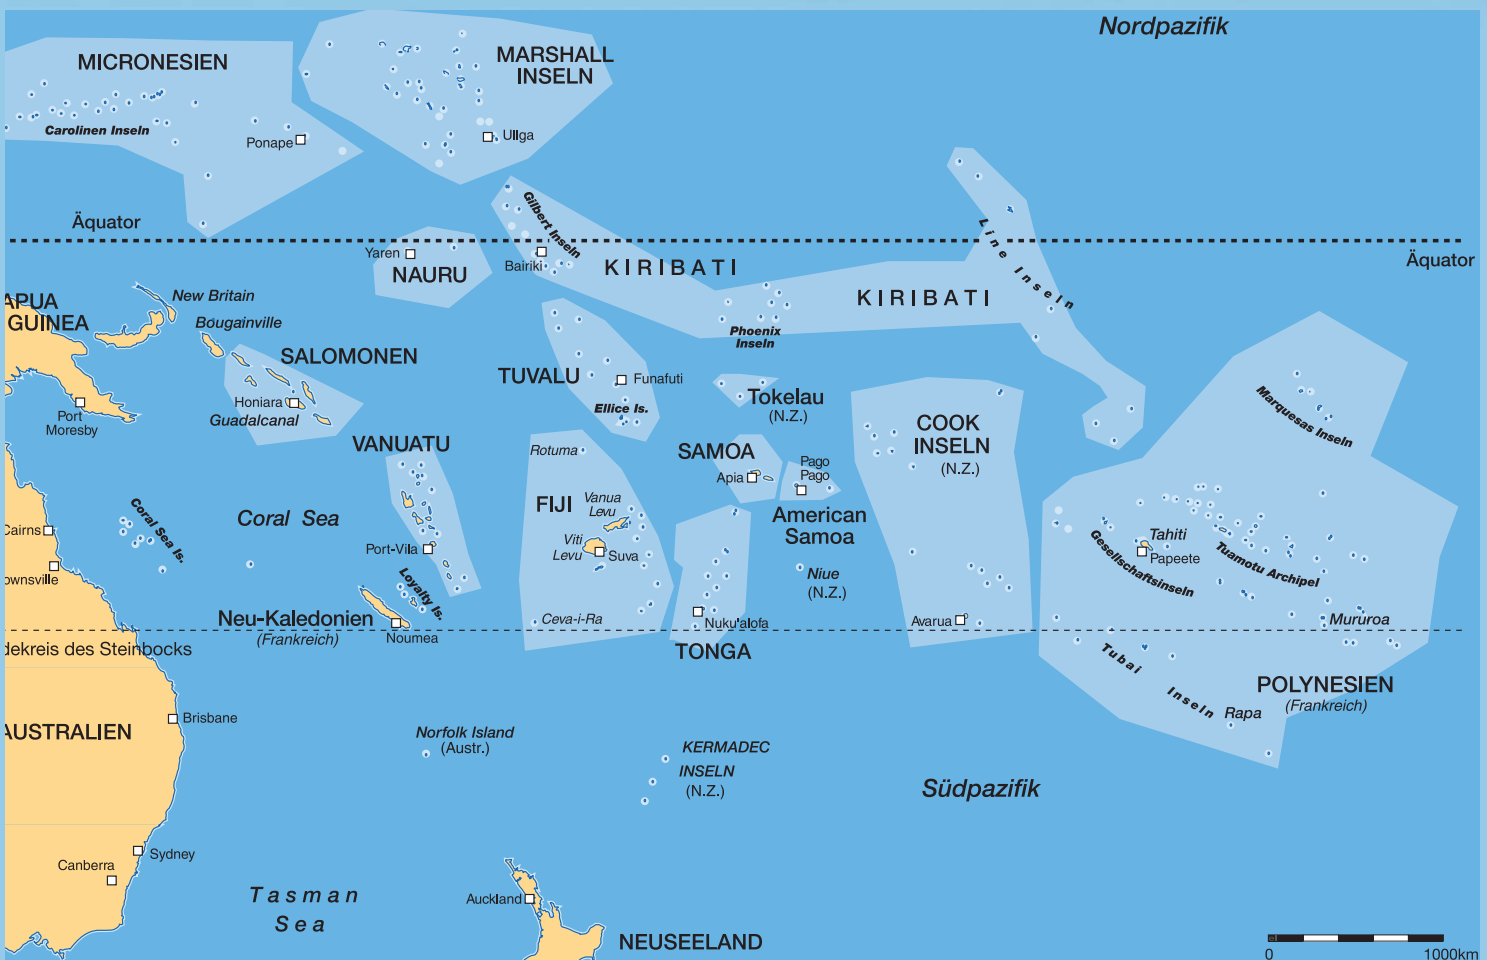 Nordpazifik
MICRONESIEN
MARSHALL
INSELN
Carolinen Inseln
Ponape
Ullga
Äquator
Gilbert Inseln
Line Inseln
Yaren
NAURU
Bairiki
KIRIBATI
Äquator
KIRIBATI
APUA
GUINEA
New Britain
Bougainville
Phoenix
Inseln
SALOMONEN
TUVALU
Funafuti
Honiara
Guadalcanal
Ellice Is.
Tokelau
(N.Z.)
Port
Moresby
COOK
INSELN
(N.Z.)
Marquesas Inseln
VANUATU
Rotuma
SAMOA
Apia
Pago
Pago
American
Samoa
FIJI
Vanua
Levu
Viti
Levu
Suva
Coral Sea Is.
Coral Sea
Cairns
Port-Vila
ownsville
Loyalty Is.
Niue
(N.Z.)
Tahiti
Papeete
Gesellschaftsinseln
Tuamotu Archipel
Neu-Kaledonien
(Frankreich)
Noumea
Ceva-i-Ra
Nuku'alofa
Avarua
Mururoa
dekreis des Steinbocks
TONGA
Tubai Inseln
POLYNESIEN
(Frankreich)
Rapa
AUSTRALIEN
Brisbane
Norfolk Island
(Austr.)
KERMADEC
INSELN
(N.Z.)
Südpazifik
Sydney
Canberra
Tasman
Sea
Auckland
NEUSEELAND
0
1000km